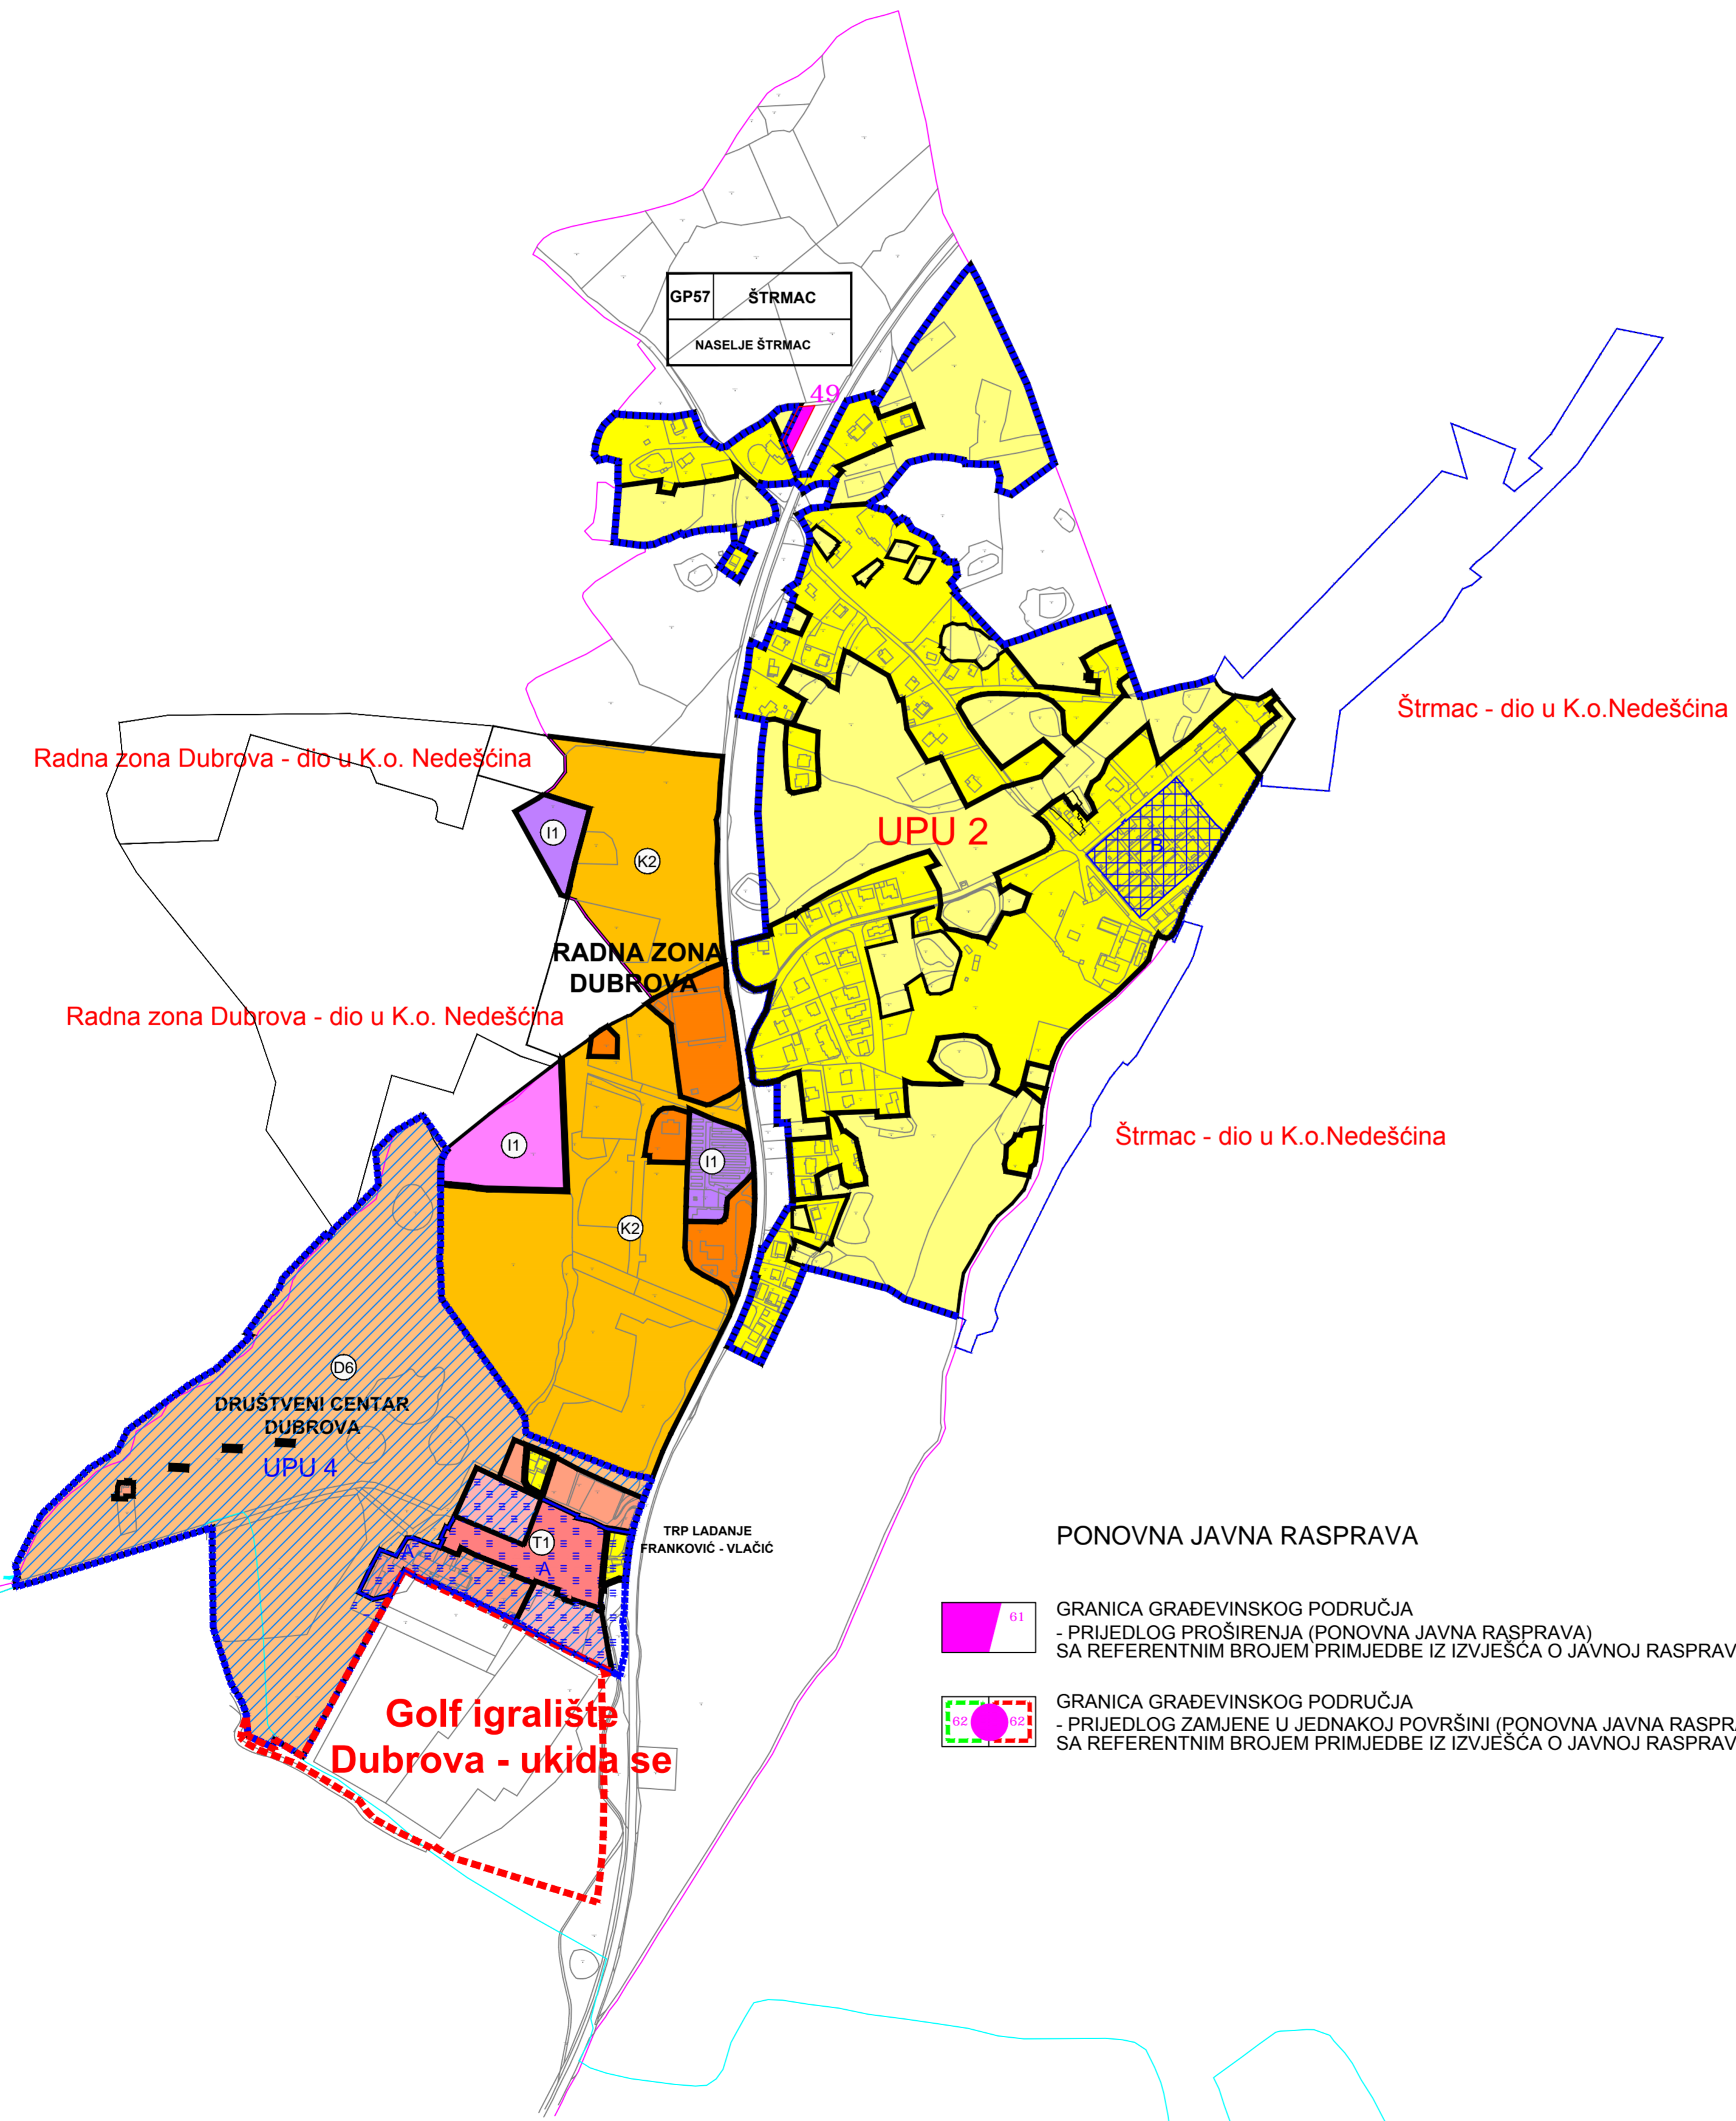 GP57 ŠTRMAC
NASELJE ŠTRMAC
49
Štrmac - dio u K.o.Nedešćina
Radna zona Dubrova - dio u K.o. Nedešćina
I1
K2
UPU 2
B
RADNA ZONA
DUBROVA
Radna zona Dubrova - dio u K.o. Nedešćina
Štrmac - dio u K.o.Nedešćina
I1
I1
K2
D6
DRUŠTVENI CENTAR
DUBROVA
UPU 4
TRP LADANJE
FRANKOVIĆ - VLAČIĆ
T1
A
A
PONOVNA JAVNA RASPRAVA
61
GRANICA GRAĐEVINSKOG PODRUČJA
- PRIJEDLOG PROŠIRENJA (PONOVNA JAVNA RASPRAVA)
SA REFERENTNIM BROJEM PRIMJEDBE IZ IZVJEŠĆA O JAVNOJ RASPRAV
62 62
GRANICA GRAĐEVINSKOG PODRUČJA
- PRIJEDLOG ZAMJENE U JEDNAKOJ POVRŠINI (PONOVNA JAVNA RASPRA
SA REFERENTNIM BROJEM PRIMJEDBE IZ IZVJEŠĆA O JAVNOJ RASPRAV
Golf igralište
Dubrova - ukida se